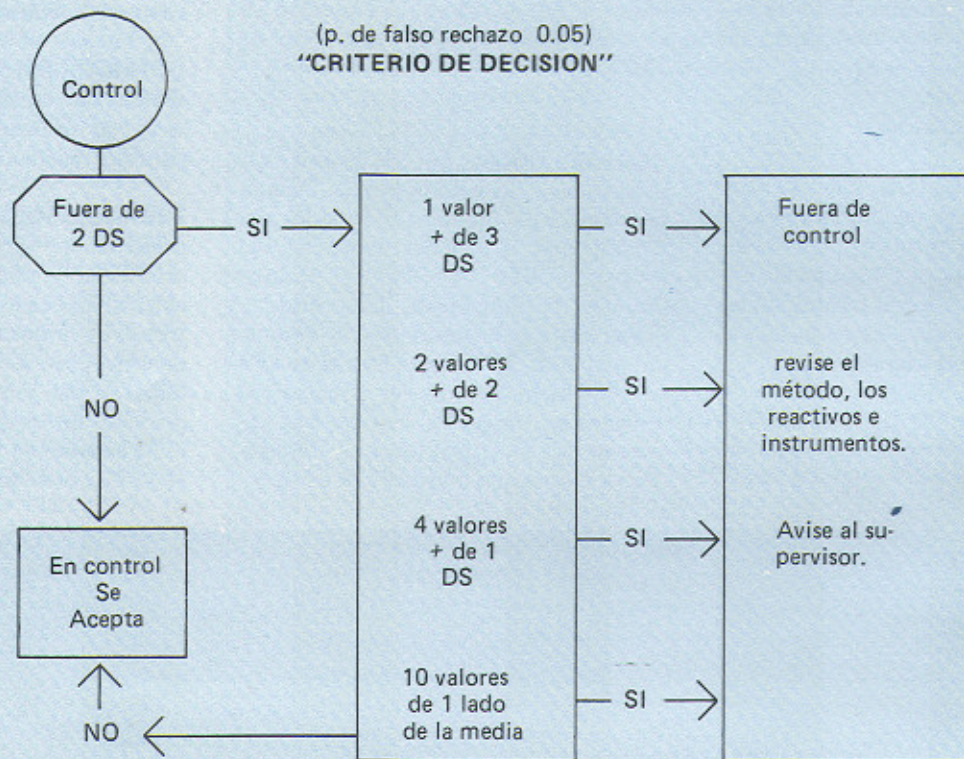 (p. de falso rechazo 0.05)
"CRITERIO DE DECISION"
Control
Fuera de
2 DS
SI
1 valor
+ de 3
DS
SI
Fuera de
control
2 valores
+ de 2
DS
SI
revise el
método, los
reactivos e
instrumentos.
NO
4 valores
+ de 1
DS
SI
Avise al su-
pervisor.
En control
Se
Acepta
10 valores
de 1 lado
de la media
SI
NO